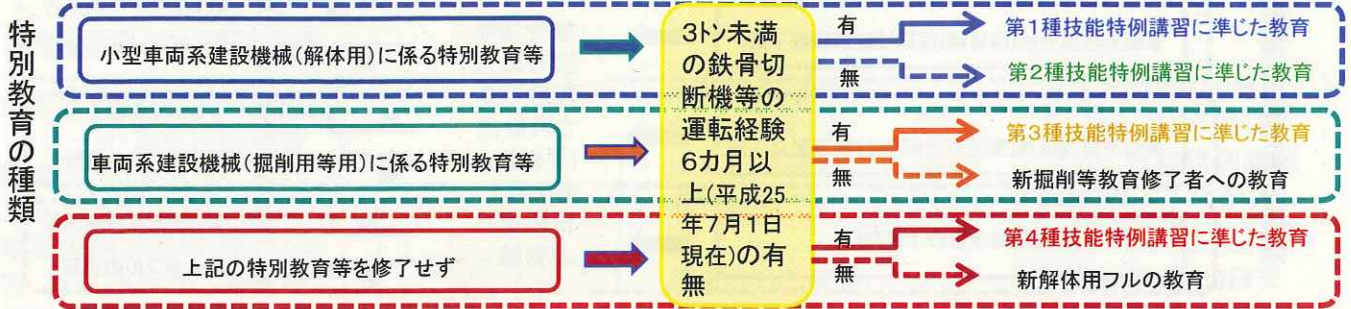 特別教育の種類
小型車両系建設機械(解体用)に係る特別教育等
車両系建設機械(掘削用等用)に係る特別教育等
上記の特別教育等を修了せず
3トン未満
の鉄骨切
断機等の
運転経験
6カ月以
上(平成25
年7月1日
現在)の有
無
有
第1種技能特例講習に準じた教育
無
第2種技能特例講習に準じた教育
有
第3種技能特例講習に準じた教育
無
新掘削等教育修了者への教育
有
第4種技能特例講習に準じた教育
無
新解体用フルの教育